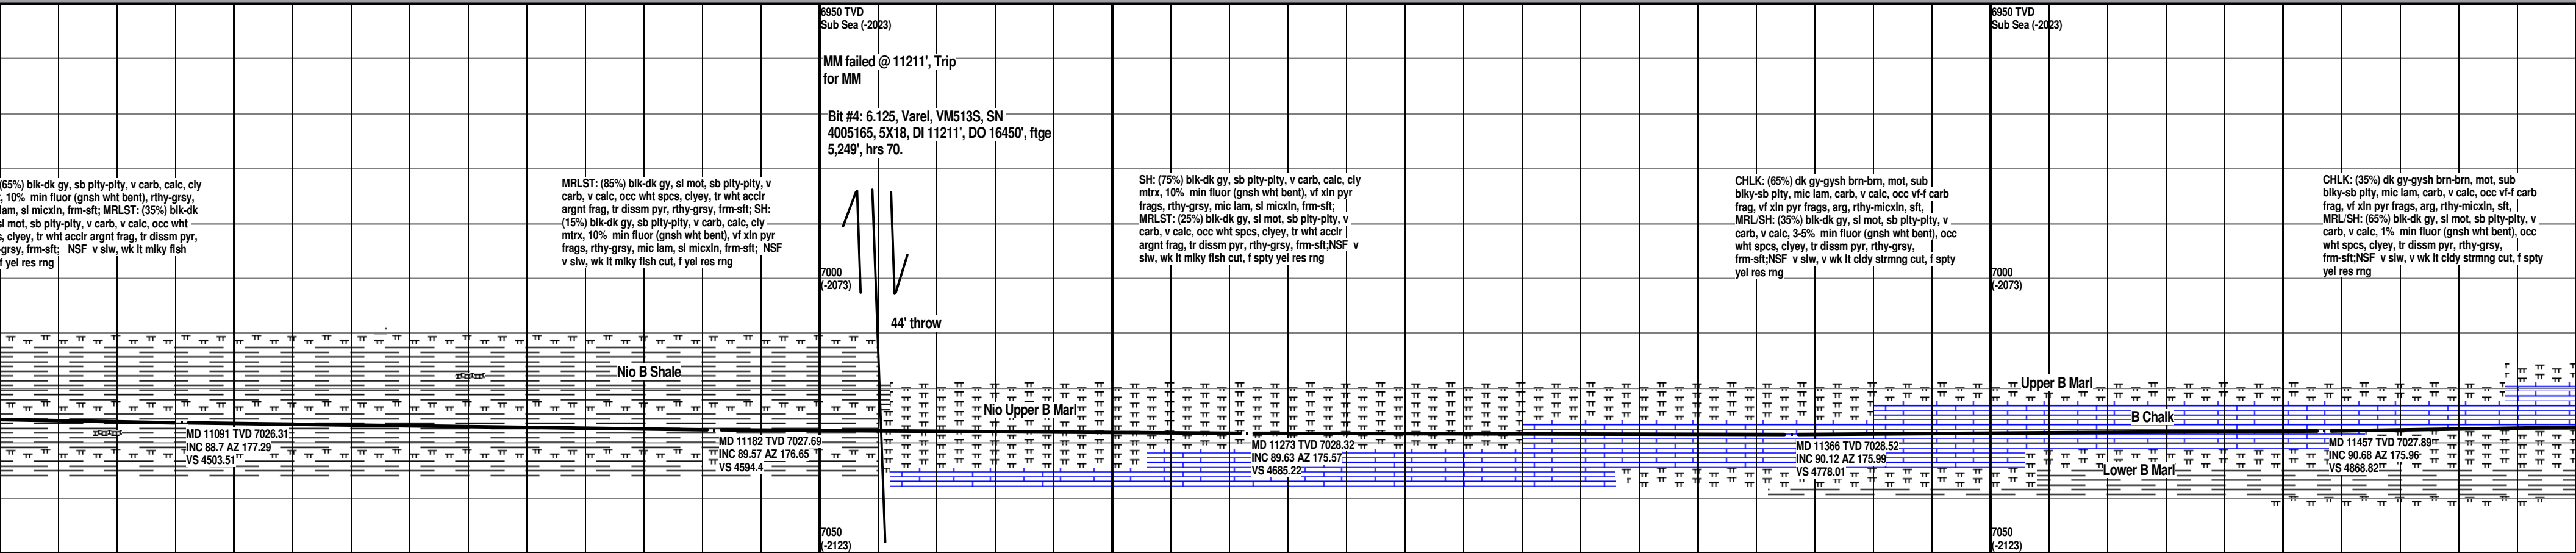 6950 TVD
Sub Sea (-2023)
6950 TVD
Sub Sea (-2023)
MM failed @ 11211', Trip
for MM
Bit #4: 6.125, Varel, VM513S, SN
4005165, 5X18, DI 11211', DO 16450', ftge
5,249', hrs 70.
(65%) blk-dk gy, sb plty-plty, v carb, calc, cly
, 10% min fluor (gnsh wht bent), rthy-grsy,
lam, sl micxln, frm-sft; MRLST: (35%) blk-dk
sl mot, sb plty-plty, v carb, v calc, occ wht
s, clyey, tr wht acclr argnt frag, tr dissm pyr,
-grsy, frm-sft; NSF v slw, wk lt mlky flsh
f yel res rng
MRLST: (85%) blk-dk gy, sl mot, sb plty-plty, v
carb, v calc, occ wht spcs, clyey, tr wht acclr
argnt frag, tr dissm pyr, rthy-grsy, frm-sft; SH:
(15%) blk-dk gy, sb plty-plty, v carb, calc, cly
mtrx, 10% min fluor (gnsh wht bent), vf xln pyr
frags, rthy-grsy, mic lam, sl micxln, frm-sft; NSF
v slw, wk lt mlky flsh cut, f yel res rng
SH: (75%) blk-dk gy, sb plty-plty, v carb, calc, cly
mtrx, 10% min fluor (gnsh wht bent), vf xln pyr
frags, rthy-grsy, mic lam, sl micxln, frm-sft;
MRLST: (25%) blk-dk gy, sl mot, sb plty-plty, v
carb, v calc, occ wht spcs, clyey, tr wht acclr
argnt frag, tr dissm pyr, rthy-grsy, frm-sft;NSF v
slw, wk lt mlky flsh cut, f spty yel res rng
CHLK: (65%) dk gy-gysh brn-brn, mot, sub
blky-sb plty, mic lam, carb, v calc, occ vf-f carb
frag, vf xln pyr frags, arg, rthy-micxln, sft,
MRL/SH: (35%) blk-dk gy, sl mot, sb plty-plty, v
carb, v calc, 3-5% min fluor (gnsh wht bent), occ
wht spcs, clyey, tr dissm pyr, rthy-grsy,
frm-sft;NSF v slw, v wk lt cldy strmng cut, f spty
yel res rng
CHLK: (35%) dk gy-gysh brn-brn, mot, sub
blky-sb plty, mic lam, carb, v calc, occ vf-f carb
frag, vf xln pyr frags, arg, rthy-micxln, sft,
MRL/SH: (65%) blk-dk gy, sl mot, sb plty-plty, v
carb, v calc, 1% min fluor (gnsh wht bent), occ
wht spcs, clyey, tr dissm pyr, rthy-grsy,
frm-sft;NSF v slw, v wk lt cldy strmng cut, f spty
yel res rng
7000
(-2073)
7000
(-2073)
44' throw
Nio B Shale
Nio Upper B Marl
Upper B Marl
B Chalk
Lower B Marl
MD 11091 TVD 7026.31
INC 88.7 AZ 177.29
VS 4503.51
MD 11182 TVD 7027.69
INC 89.57 AZ 176.65
VS 4594.4
MD 11273 TVD 7028.32
INC 89.63 AZ 175.57
VS 4685.22
MD 11366 TVD 7028.52
INC 90.12 AZ 175.99
VS 4778.01
MD 11457 TVD 7027.89
INC 90.68 AZ 175.96
VS 4868.82
7050
(-2123)
7050
(-2123)